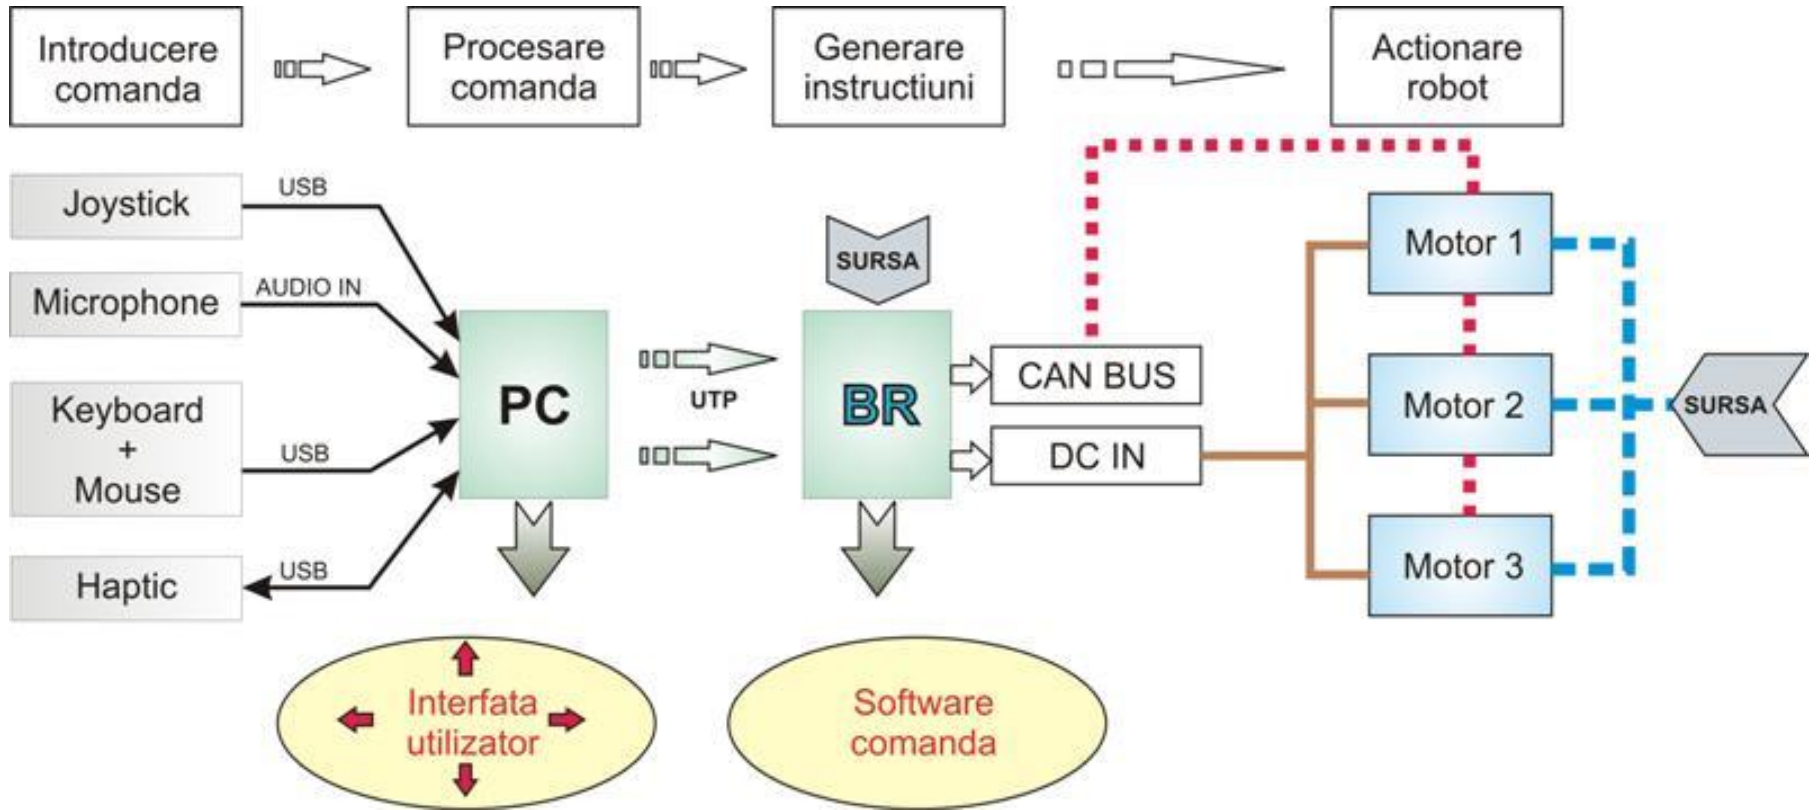 Introducere
comanda
Procesare
comanda
Generare
instructiuni
Actionare
robot
Joystick
USB
Microphone
AUDIO IN
Keyboard
+
Mouse
USB
Haptic
USB
PC
UTP
SURSA
BR
CAN BUS
DC IN
Motor 1
Motor 2
Motor 3
SURSA
Interfata
utilizator
Software
comanda